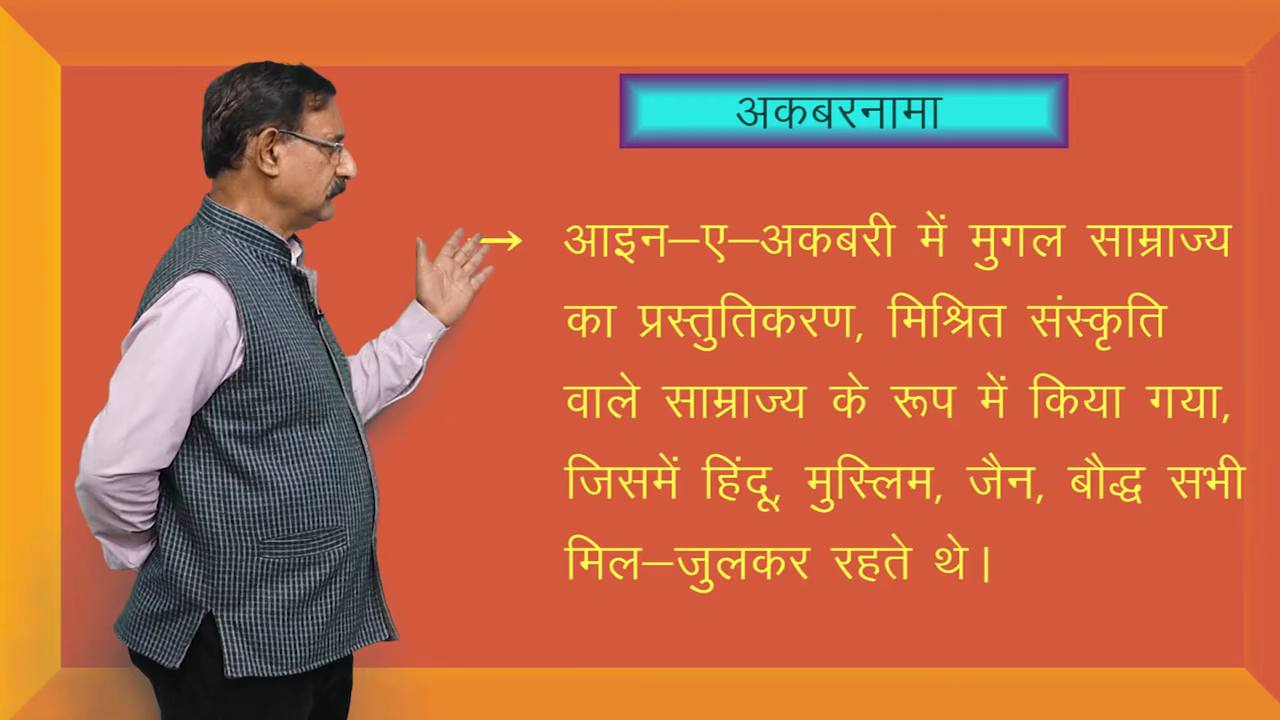 अकबरनामा
→ आइन–ए–अकबरी में मुगल साम्राज्य
का प्रस्तुतिकरण, मिश्रित संस्कृति
वाले साम्राज्य के रूप में किया गया,
जिसमें हिंदू, मुस्लिम, जैन, बौद्ध सभी
मिल–जुलकर रहते थे।